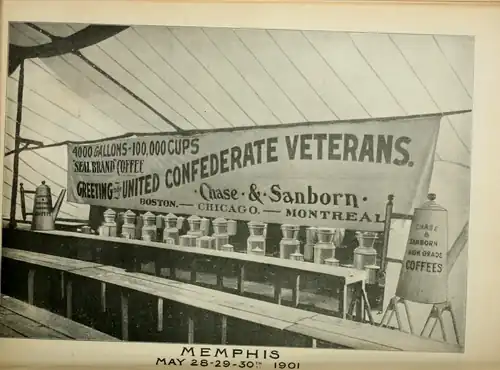 4000 GALLONS-100,000 CUPS
"SEAL BRAND" COFFEE
GREETING TO THE UNITED CONFEDERATE VETERANS.
· Chase · & · Sanborn ·
BOSTON. — CHICAGO. — MONTREAL
CHASE
&
SANBORN
HIGH GRADE
COFFEES
MEMPHIS
MAY 28-29-30TH 1901